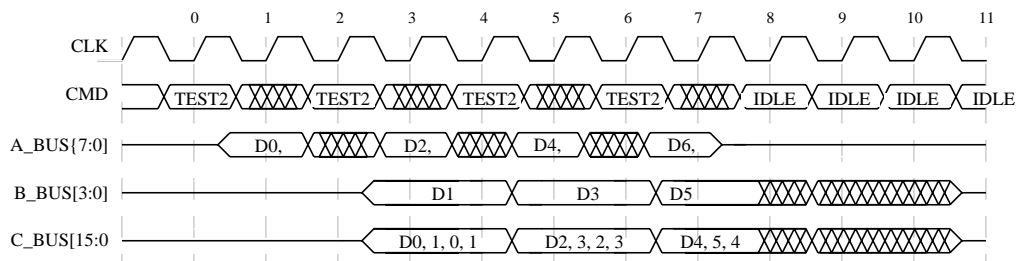 0 1 2 3 4 5 6 7 8 9 10 11
CLK
CMD TEST2 TEST2 TEST2 TEST2 IDLE IDLE IDLE IDLE
A_BUS{7:0] D0, D2, D4, D6,
B_BUS[3:0] D1 D3 D5
C_BUS[15:0 D0, 1, 0, 1 D2, 3, 2, 3 D4, 5, 4